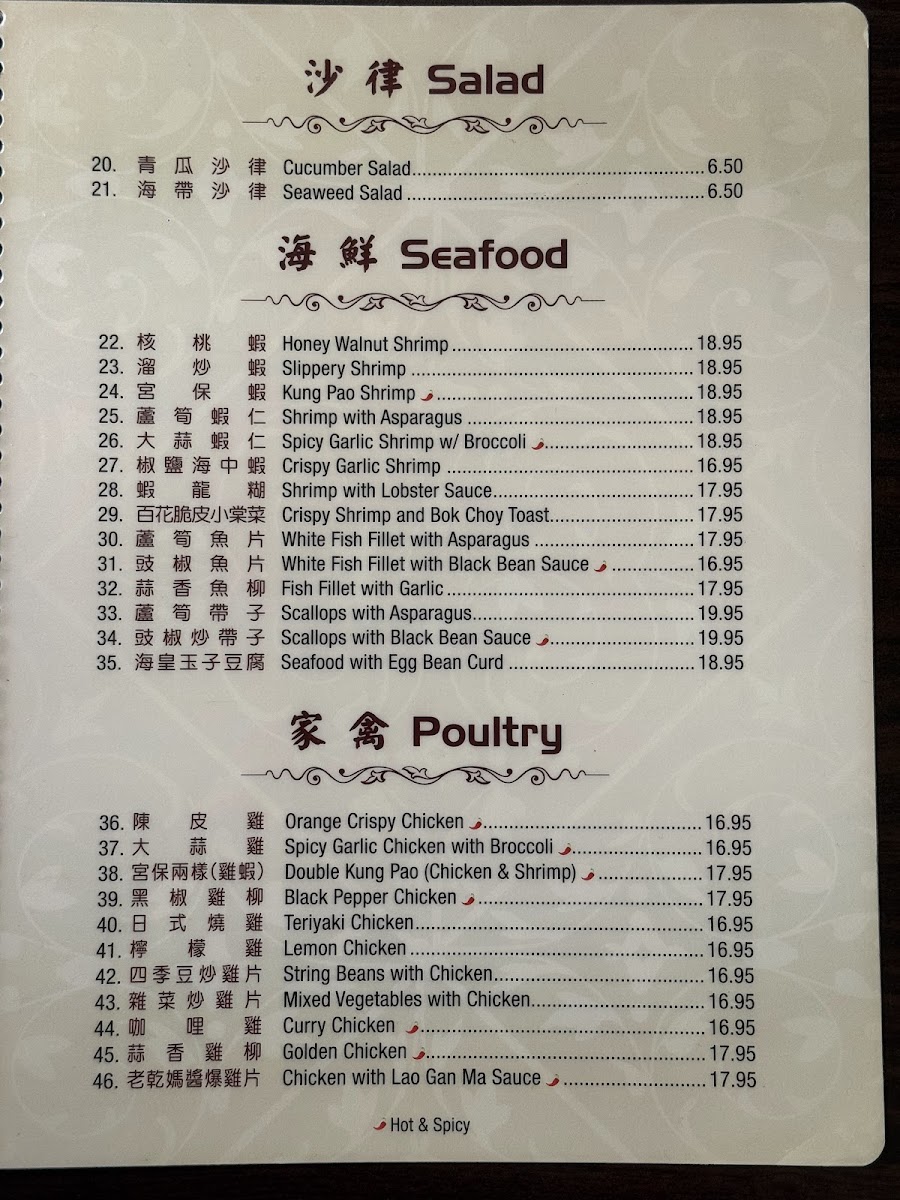 沙律 Salad
20. 青瓜沙律 Cucumber Salad 6.50
21. 海帶沙律 Seaweed Salad 6.50
海鮮 Seafood
22. 核桃蝦 Honey Walnut Shrimp 18.95
23. 溜炒蝦 Slippery Shrimp 18.95
24. 宮保蝦 Kung Pao Shrimp 18.95
25. 蘆筍蝦仁 Shrimp with Asparagus 18.95
26. 大蒜蝦仁 Spicy Garlic Shrimp w/ Broccoli 18.95
27. 椒鹽海中蝦 Crispy Garlic Shrimp 16.95
28. 蝦龍糊 Shrimp with Lobster Sauce 17.95
29. 百花脆皮小棠菜 Crispy Shrimp and Bok Choy Toast 17.95
30. 蘆筍魚片 White Fish Fillet with Asparagus 17.95
31. 豉椒魚片 White Fish Fillet with Black Bean Sauce 16.95
32. 蒜香魚柳 Fish Fillet with Garlic 17.95
33. 蘆筍帶子 Scallops with Asparagus 19.95
34. 豉椒炒帶子 Scallops with Black Bean Sauce 19.95
35. 海皇玉子豆腐 Seafood with Egg Bean Curd 18.95
家禽 Poultry
36. 陳皮雞 Orange Crispy Chicken 16.95
37. 大蒜雞 Spicy Garlic Chicken with Broccoli 16.95
38. 宮保兩樣(雞蝦) Double Kung Pao (Chicken & Shrimp) 17.95
39. 黑椒雞柳 Black Pepper Chicken 17.95
40. 日式燒雞 Teriyaki Chicken 16.95
41. 檸檬雞 Lemon Chicken 16.95
42. 四季豆炒雞片 String Beans with Chicken 16.95
43. 雜菜炒雞片 Mixed Vegetables with Chicken 16.95
44. 咖哩雞 Curry Chicken 16.95
45. 蒜香雞柳 Golden Chicken 17.95
46. 老乾媽醬爆雞片 Chicken with Lao Gan Ma Sauce 17.95
Hot & Spicy